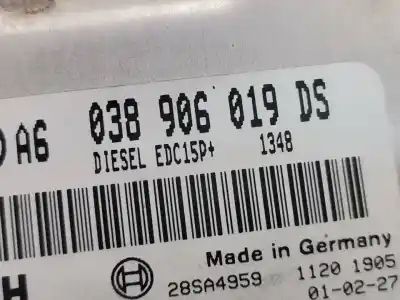 A6 038 906 019 DS
DIESEL EDC15P+ 1348
Made in Germany
H 28SA4959 1120 1905
01-02-27